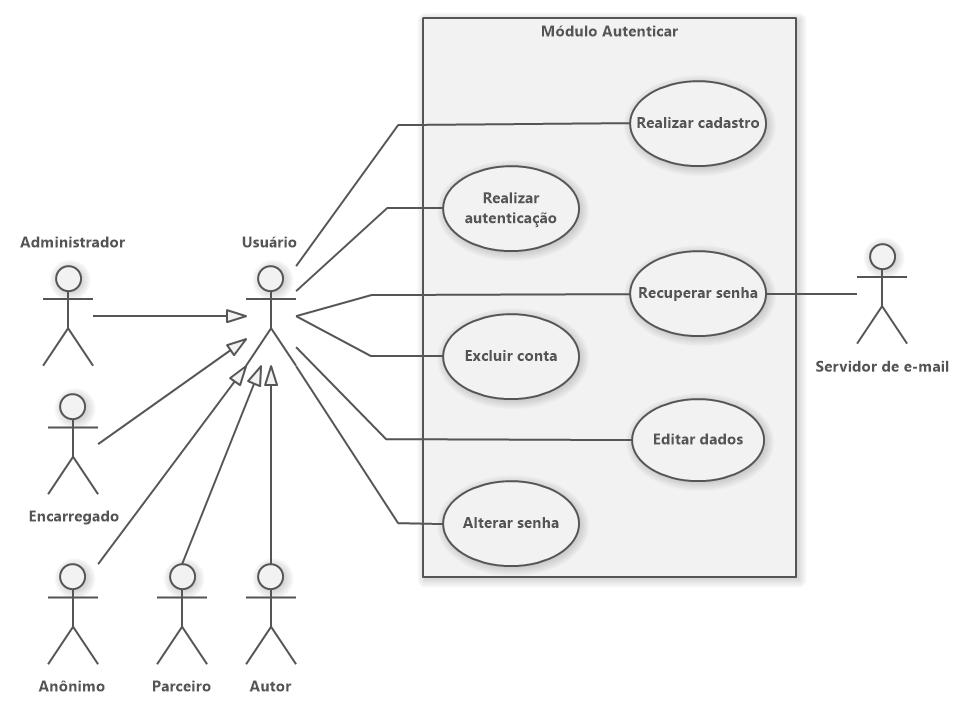 Módulo Autenticar
Realizar cadastro
Realizar
autenticação
Administrador
Usuário
Recuperar senha
Excluir conta
Servidor de e-mail
Editar dados
Encarregado
Alterar senha
Anônimo
Parceiro
Autor